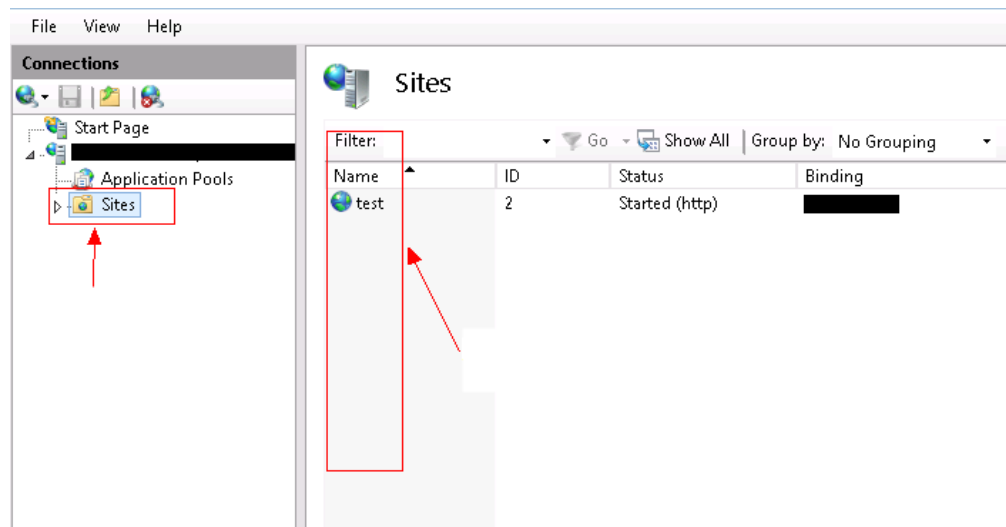 File View Help
Connections
Sites
Start Page
Filter: Go Show All Group by: No Grouping
Application Pools
Name ID Status Binding
Sites
test 2 Started (http)